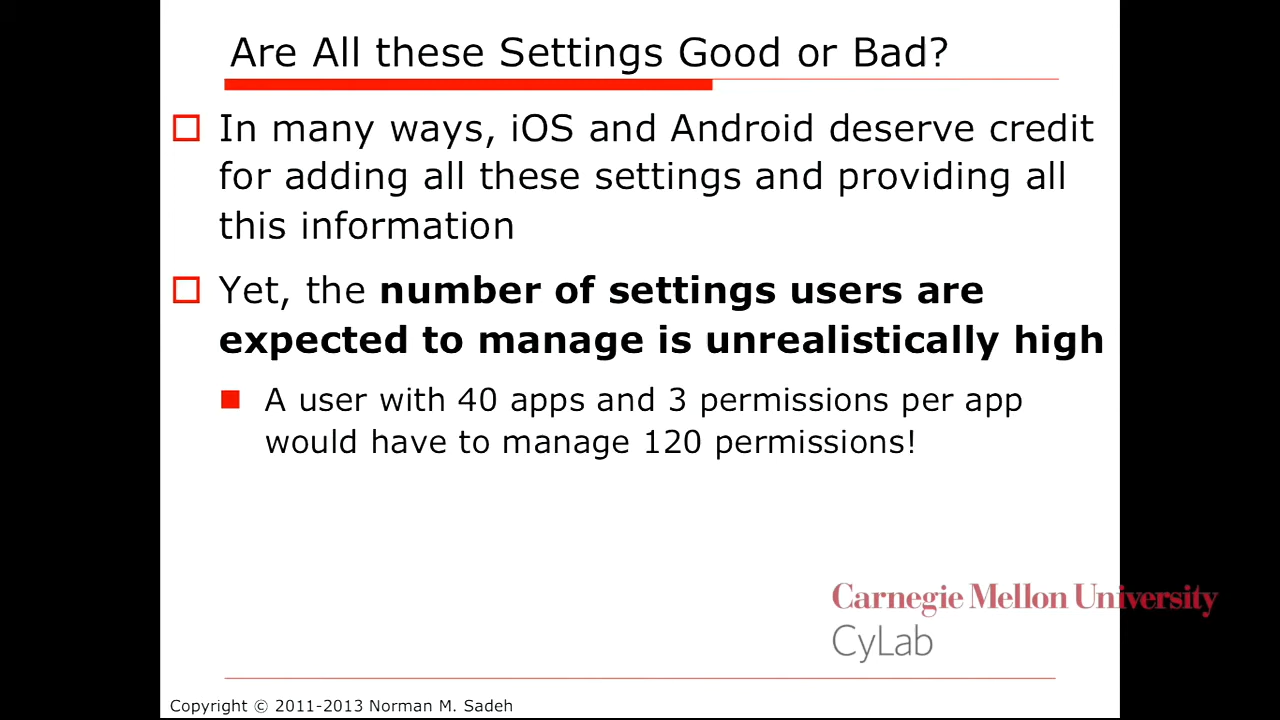 Are All these Settings Good or Bad?
In many ways, iOS and Android deserve credit
for adding all these settings and providing all
this information
Yet, the number of settings users are
expected to manage is unrealistically high
A user with 40 apps and 3 permissions per app
would have to manage 120 permissions!
Carnegie Mellon University
CyLab
Copyright © 2011-2013 Norman M. Sadeh